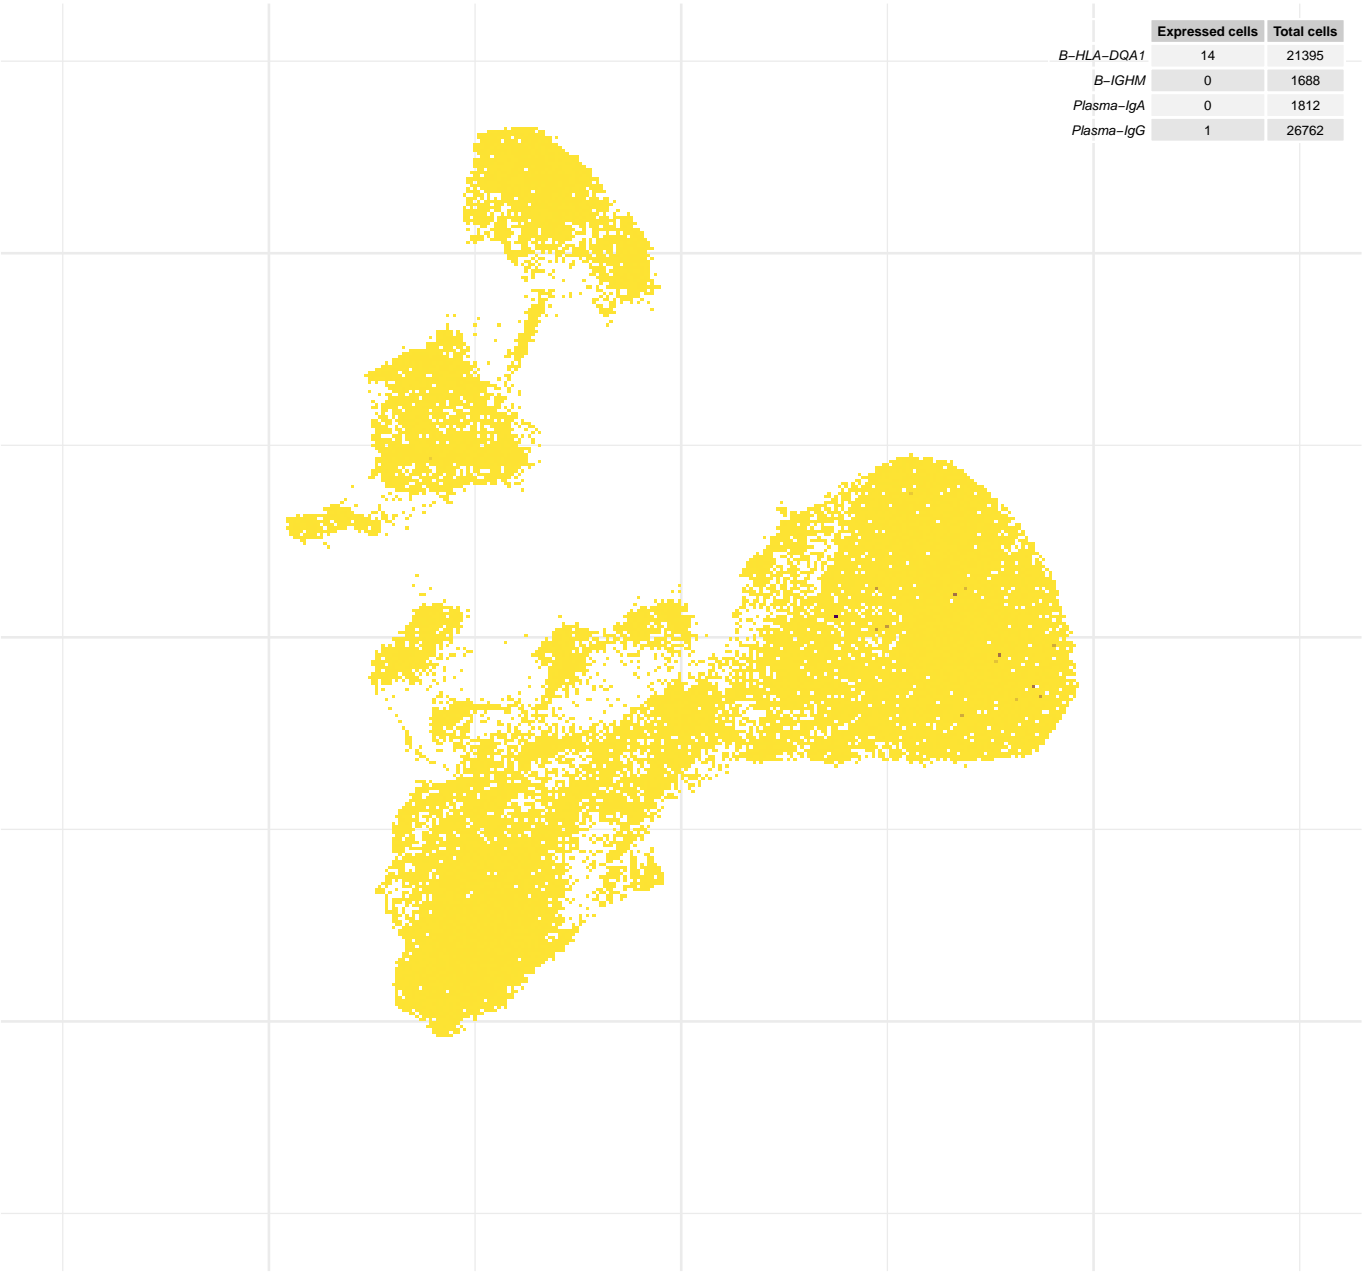 Expressed cells Total cells
B−HLA−DQA1 14 21395
B−IGHM 0 1688
Plasma−IgA 0 1812
Plasma−IgG 1 26762